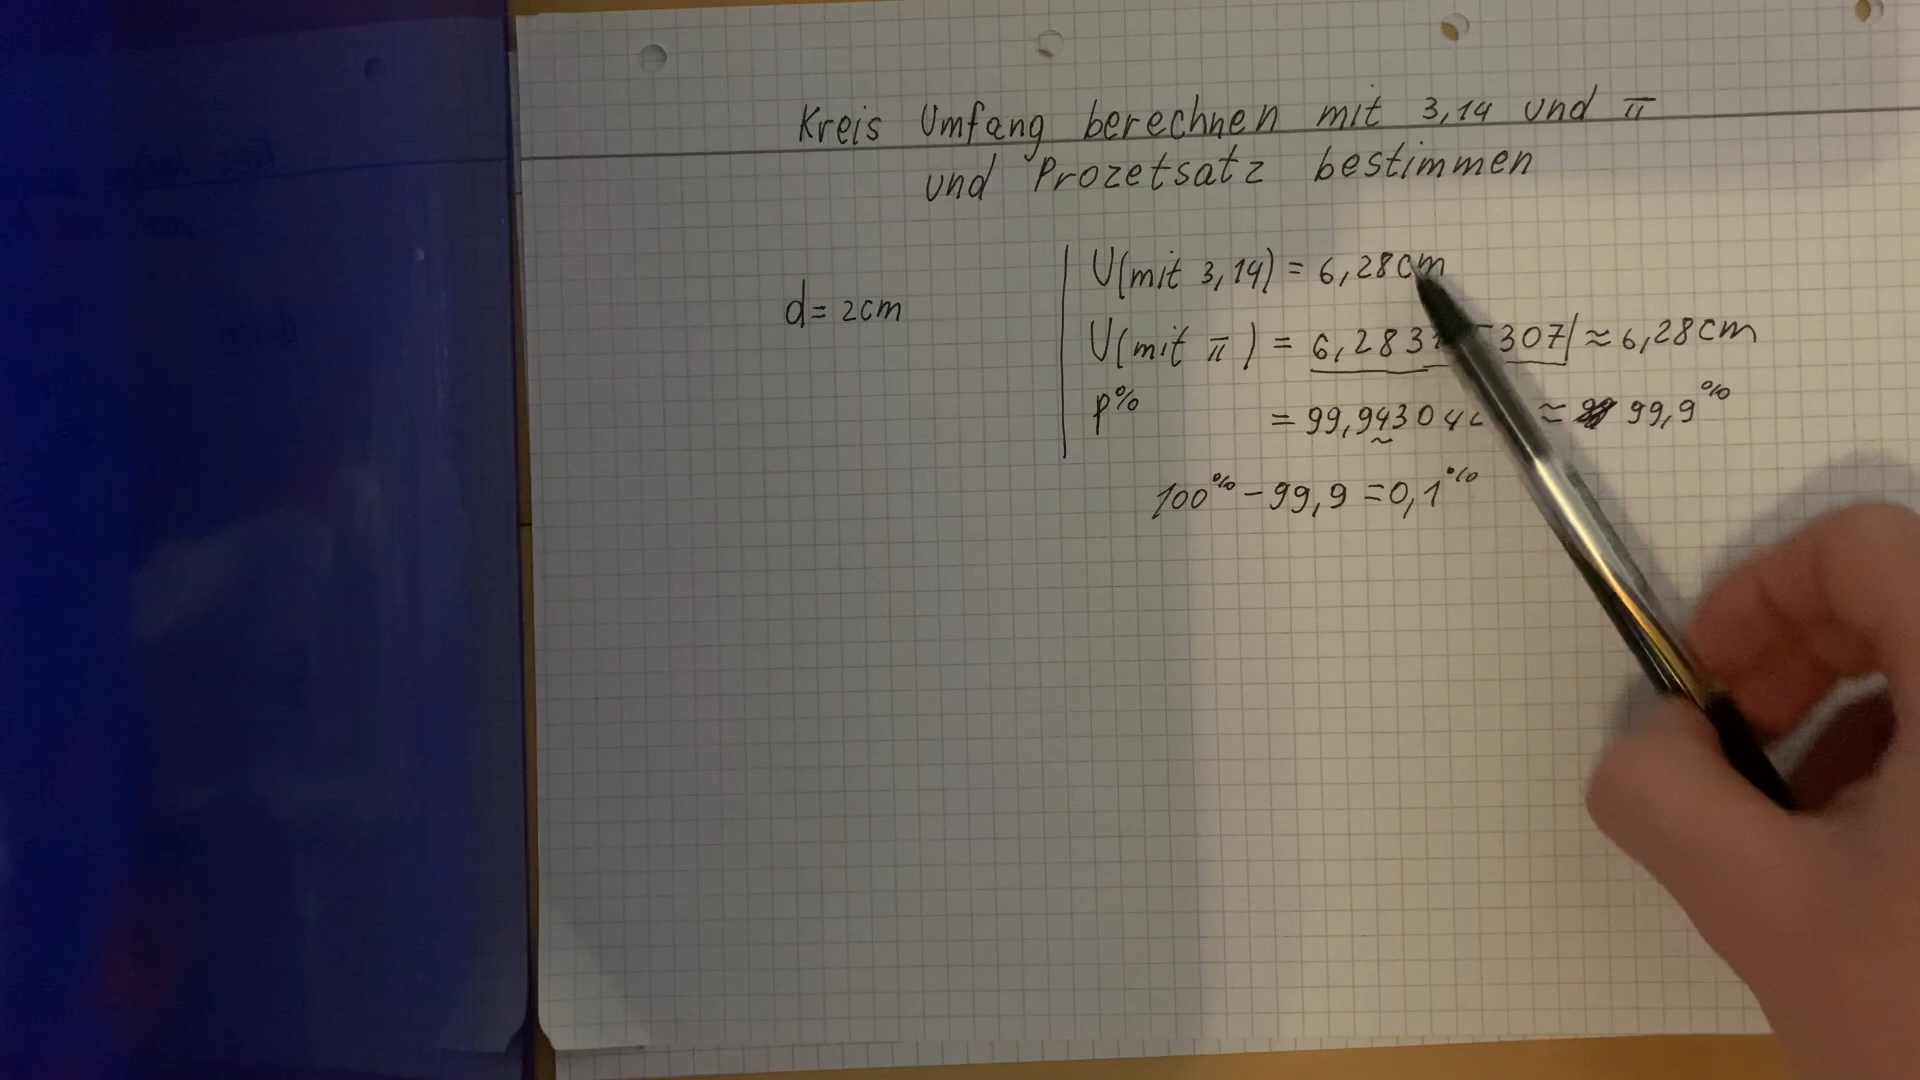 Kreis Umfang berechnen mit 3,14 und π
und Prozetsatz bestimmen
d = 2cm
U(mit 3,14) = 6,28cm
U(mit π) = 6,283 307 ≈ 6,28cm
p% = 99,94304 ≈ 99,9%
100% - 99,9 = 0,1%